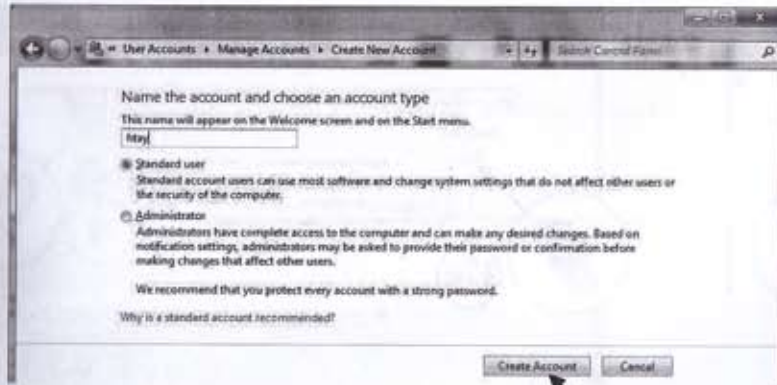 User Accounts ▸ Manage Accounts ▸ Create New Account
Search Control Panel
Name the account and choose an account type
This name will appear on the Welcome screen and on the Start menu.
Standard user
Standard account users can use most software and change system settings that do not affect other users or
the security of the computer.
Administrator
Administrators have complete access to the computer and can make any desired changes. Based on
notification settings, administrators may be asked to provide their password or confirmation before
making changes that affect other users.
We recommend that you protect every account with a strong password.
Why is a standard account recommended?
Create Account
Cancel